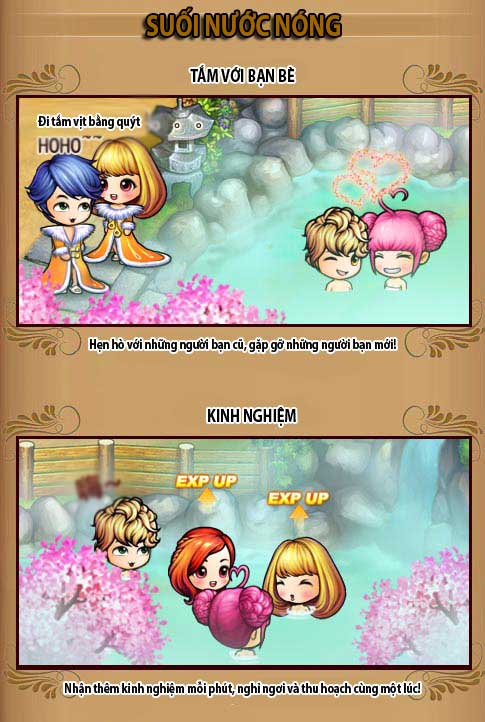 SUỐI NƯỚC NÓNG
TẮM VỚI BẠN BÈ
Đi tắm vịt bằng quýt
HOHO~~
Hẹn hò với những người bạn cũ, gặp gỡ những người bạn mới!
KINH NGHIỆM
EXP UP
EXP UP
Nhận thêm kinh nghiệm mỗi phút, nghỉ ngơi và thu hoạch cùng một lúc!